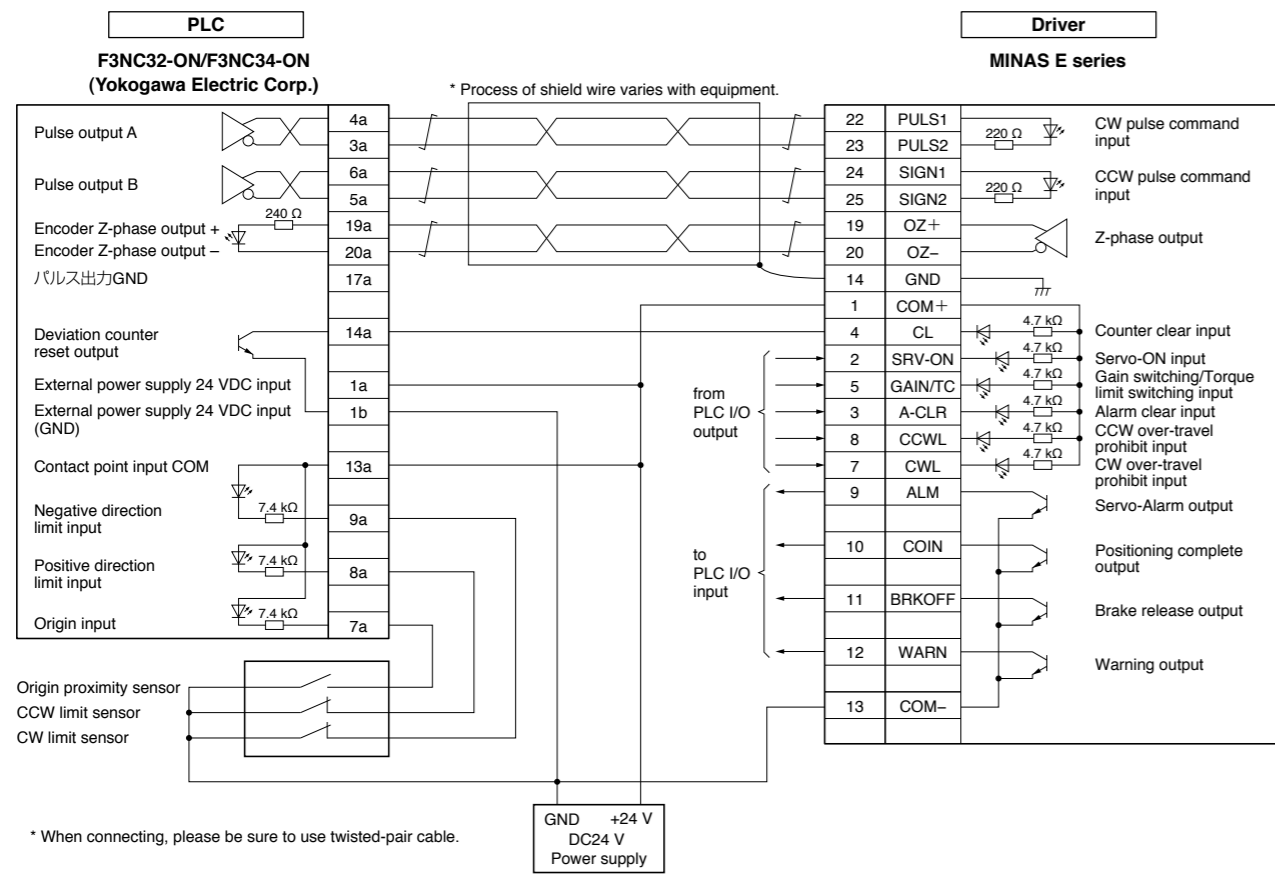 PLC
Driver
F3NC32-ON/F3NC34-ON
(Yokogawa Electric Corp.)
MINAS E series
* Process of shield wire varies with equipment.
Pulse output A
4a
3a
Pulse output B
6a
5a
240 Ω
Encoder Z-phase output +
19a
Encoder Z-phase output −
20a
パルス出力GND
17a
Deviation counter
reset output
14a
External power supply 24 VDC input
1a
External power supply 24 VDC input
(GND)
1b
Contact point input COM
13a
Negative direction
limit input
7.4 kΩ
9a
Positive direction
limit input
7.4 kΩ
8a
Origin input
7.4 kΩ
7a
Origin proximity sensor
CCW limit sensor
CW limit sensor
22 PULS1
23 PULS2
220 Ω
CW pulse command
input
24 SIGN1
25 SIGN2
220 Ω
CCW pulse command
input
19 OZ+
20 OZ−
Z-phase output
14 GND
1 COM+
4 CL
4.7 kΩ
Counter clear input
2 SRV-ON
4.7 kΩ
Servo-ON input
5 GAIN/TC
4.7 kΩ
Gain switching/Torque
limit switching input
3 A-CLR
4.7 kΩ
Alarm clear input
8 CCWL
4.7 kΩ
CCW over-travel
prohibit input
7 CWL
4.7 kΩ
CW over-travel
prohibit input
from
PLC I/O
output
9 ALM
Servo-Alarm output
10 COIN
Positioning complete
output
11 BRKOFF
Brake release output
12 WARN
Warning output
13 COM−
to
PLC I/O
input
GND +24 V
DC24 V
Power supply
* When connecting, please be sure to use twisted-pair cable.